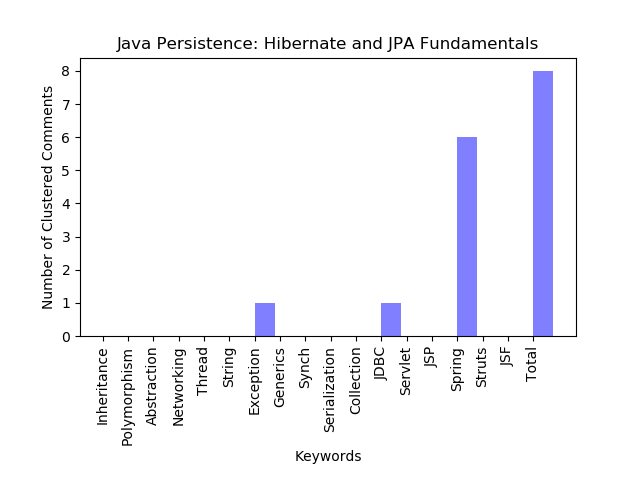 Java Persistence: Hibernate and JPA Fundamentals
Number of Clustered Comments
8
7
6
5
4
3
2
1
0
Inheritance
Polymorphism
Abstraction
Networking
Thread
String
Exception
Generics
Synch
Serialization
Collection
JDBC
Servlet
JSP
Spring
Struts
JSF
Total
Keywords